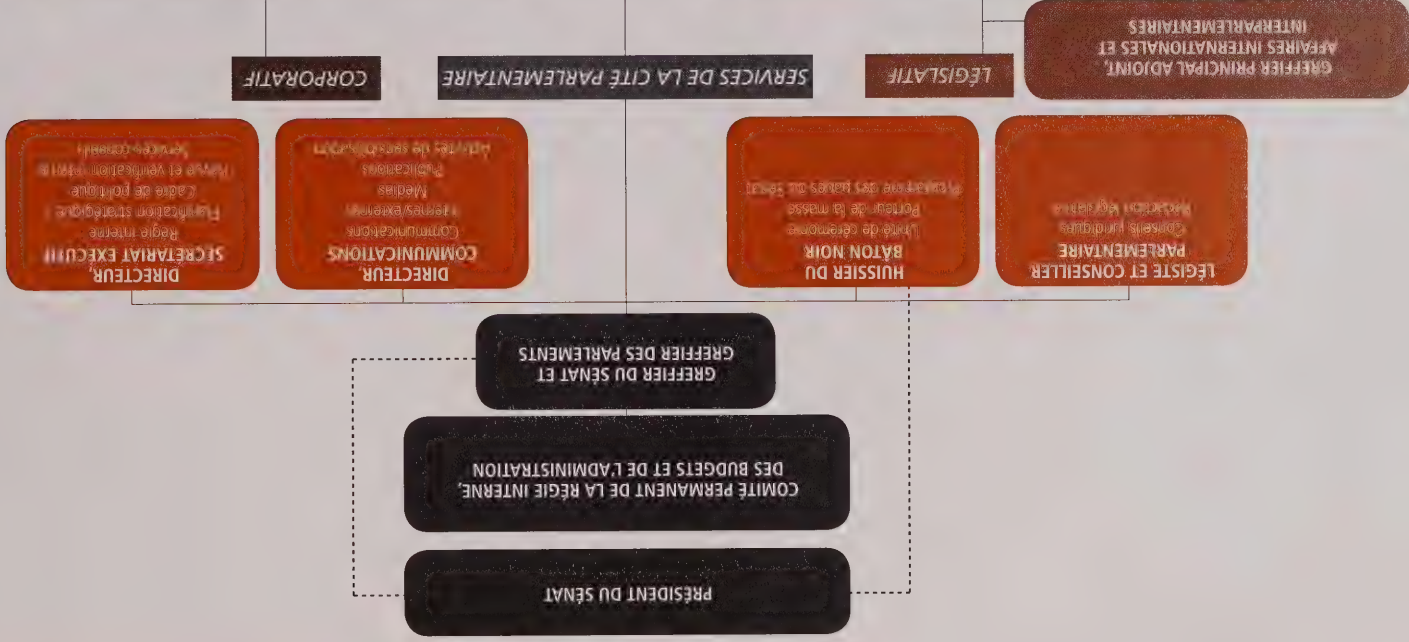 PRÉSIDENT DU SÉNAT
COMITÉ PERMANENT DE LA RÉGIE INTERNE,
DES BUDGETS ET DE L'ADMINISTRATION
GREFFIER DU SÉNAT ET
GREFFIER DES PARLEMENTS
LÉGISTE ET CONSEILLER
PARLEMENTAIRE
Conseils juridiques
Rédaction législative
HUISSIER DU
BÂTON NOIR
Unité de cérémonie
Porteur de la masse
Programme des pages du Sénat
DIRECTEUR,
COMMUNICATIONS
Communications
internes/externes
Médias
Publications
Activités de sensibilisation
DIRECTEUR,
SECRÉTARIAT EXÉCUTIF
Régie interne
Planification stratégique
Cadre de politique
Revue et vérification interne
Services-conseils
LÉGISLATIF
SERVICES DE LA CITÉ PARLEMENTAIRE
CORPORATIF
GREFFIER PRINCIPAL ADJOINT,
AFFAIRES INTERNATIONALES ET
INTERPARLEMENTAIRES